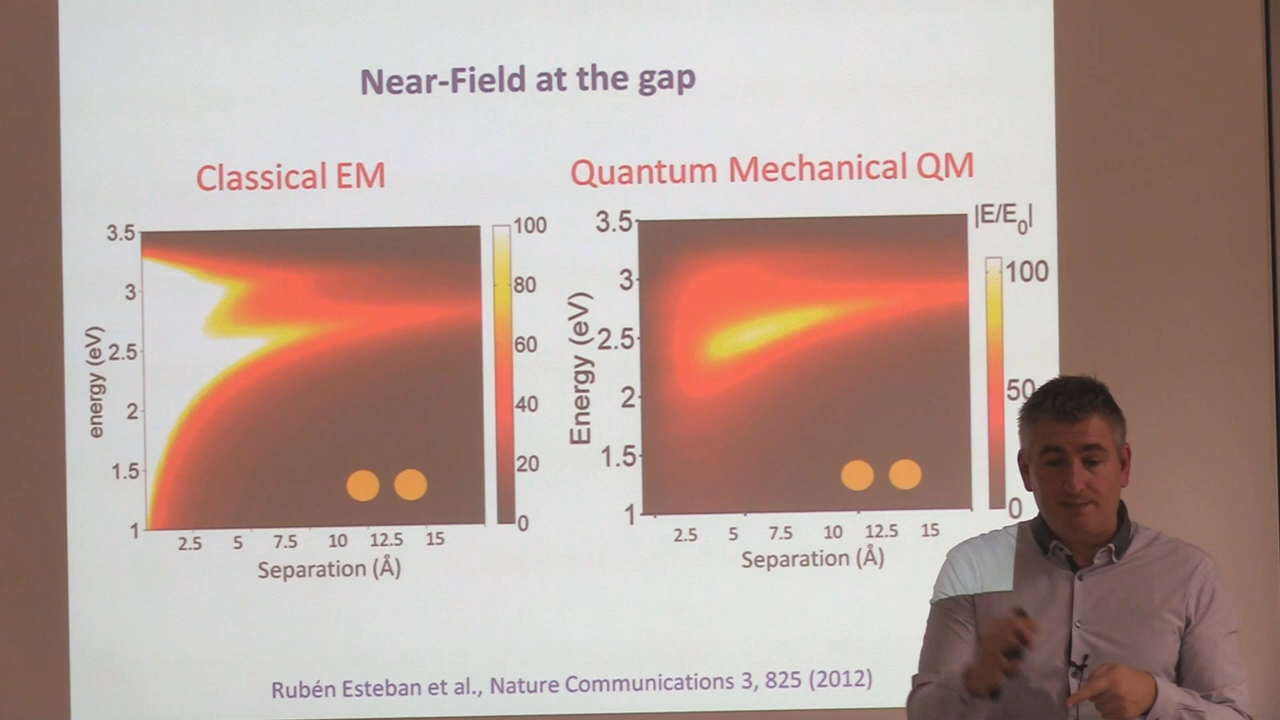 Near-Field at the gap
Classical EM
Quantum Mechanical QM
3.5
3
2.5
2
1.5
1
energy (eV)
2.5 5 7.5 10 12.5 15
Separation (Å)
100
80
60
40
20
0
3.5
3
2.5
2
1.5
1
Energy (eV)
2.5 5 7.5 10 12.5 15
Separation (Å)
|E/E0|
100
50
0
Rubén Esteban et al., Nature Communications 3, 825 (2012)